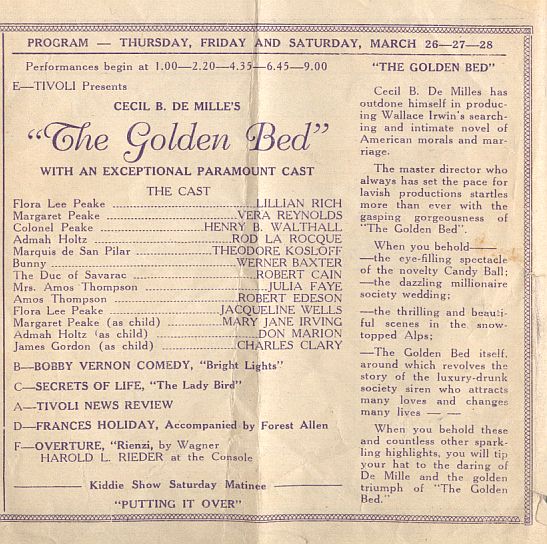 PROGRAM — THURSDAY, FRIDAY AND SATURDAY, MARCH 26—27—28
Performances begin at 1.00—2.20—4.35—6.45—9.00
E—TIVOLI Presents
CECIL B. DE MILLE'S
"The Golden Bed"
WITH AN EXCEPTIONAL PARAMOUNT CAST
THE CAST
Flora Lee Peake ..... LILLIAN RICH
Margaret Peake ..... VERA REYNOLDS
Colonel Peake ..... HENRY B. WALTHALL
Admah Holtz ..... ROD LA ROCQUE
Marquis de San Pilar ..... THEODORE KOSLOFF
Bunny ..... WERNER BAXTER
The Duc of Savarac ..... ROBERT CAIN
Mrs. Amos Thompson ..... JULIA FAYE
Amos Thompson ..... ROBERT EDESON
Flora Lee Peake ..... JACQUELINE WELLS
Margaret Peake (as child) ..... MARY JANE IRVING
Admah Holtz (as child) ..... DON MARION
James Gordon (as child) ..... CHARLES CLARY
B—BOBBY VERNON COMEDY, "Bright Lights"
C—SECRETS OF LIFE, "The Lady Bird"
A—TIVOLI NEWS REVIEW
D—FRANCES HOLIDAY, Accompanied by Forest Allen
F—OVERTURE, "Rienzi, by Wagner
HAROLD L. RIEDER at the Console
Kiddie Show Saturday Matinee
"PUTTING IT OVER"
"THE GOLDEN BED"
Cecil B. De Milles has
outdone himself in produc-
ing Wallace Irwin's search-
ing and intimate novel of
American morals and mar-
riage.
The master director who
always has set the pace for
lavish productions startles
more than ever with the
gasping gorgeousness of
"The Golden Bed".
When you behold——
—the eye-filling spectacle
of the novelty Candy Ball;
—the dazzling millionaire
society wedding;
—the thrilling and beauti-
ful scenes in the snow-
topped Alps;
—The Golden Bed itself.
around which revolves the
story of the luxury-drunk
society siren who attracts
many loves and changes
many lives — —
When you behold these
and countless other spark-
ling highlights, you will tip
your hat to the daring of
De Mille and the golden
triumph of "The Golden
Bed."